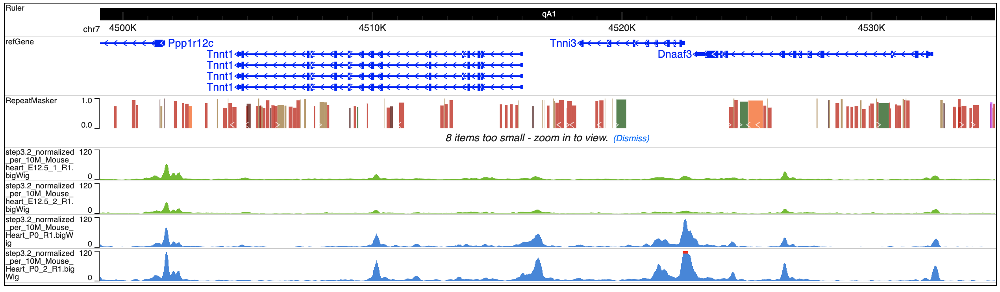 Ruler
qA1
chr7
4500K 4510K 4520K 4530K
refGene
Ppp1r12c
Tnni3
Tnnt1
Dnaaf3
Tnnt1
Tnnt1
Tnnt1
RepeatMasker
1.0
0.0
8 items too small - zoom in to view. (Dismiss)
step3.2_normalized 120
_per_10M_Mouse_
heart_E12.5_1_R1.
bigWig 0
step3.2_normalized 120
_per_10M_Mouse_
heart_E12.5_2_R1.
bigWig 0
step3.2_normalized 120
_per_10M_Mouse_
Heart_P0_R1.bigW
ig 0
step3.2_normalized 120
_per_10M_Mouse_
Heart_P0_2_R1.big
Wig 0